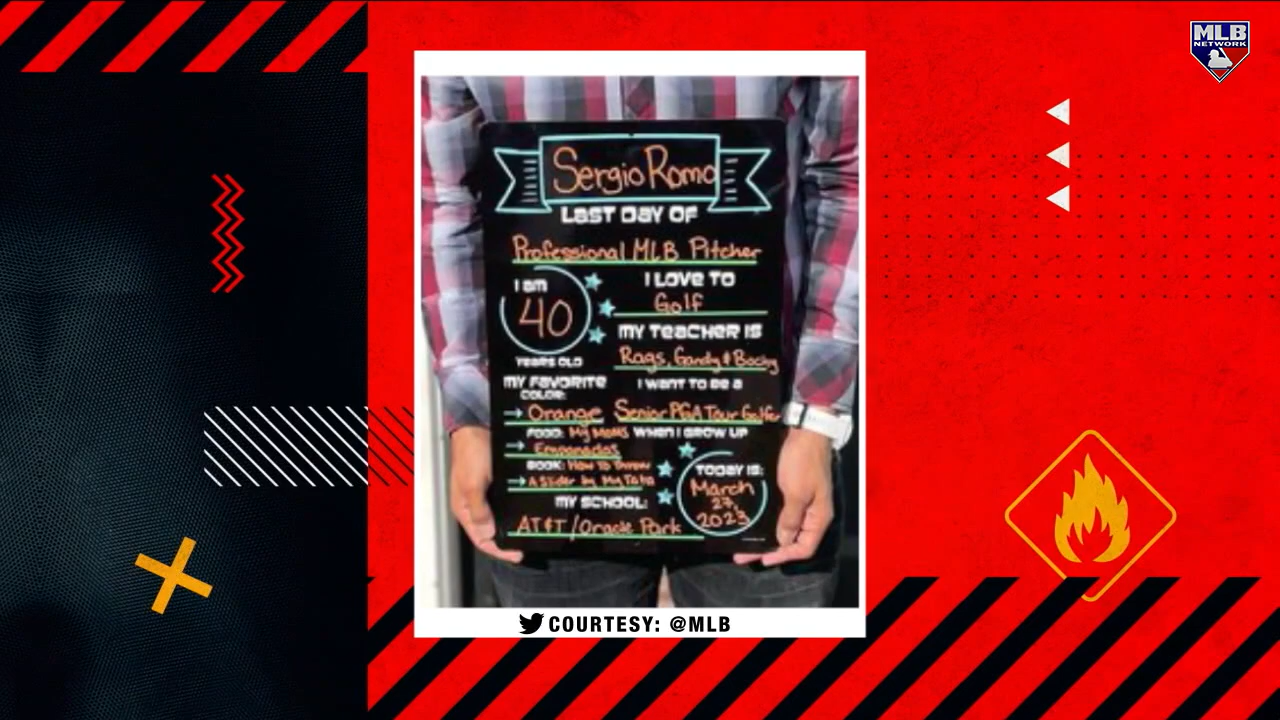 MLB
NETWORK
Sergio Romo
LAST DAY OF
Professional MLB Pitcher
I AM
40
YEARS OLD
I LOVE TO
Golf
MY TEACHER IS
Rags, Gardy & Bochy
MY FAVORITE
COLOR:
→ Orange
FOOD: My Moms
→ Empanadas
BOOK: How To Throw
→ A Slider by My Tata
I WANT TO BE A
Senior PGA Tour Golfer
WHEN I GROW UP
MY SCHOOL:
AT&T/Oracle Park
TODAY IS:
March
27,
2023
COURTESY: @MLB